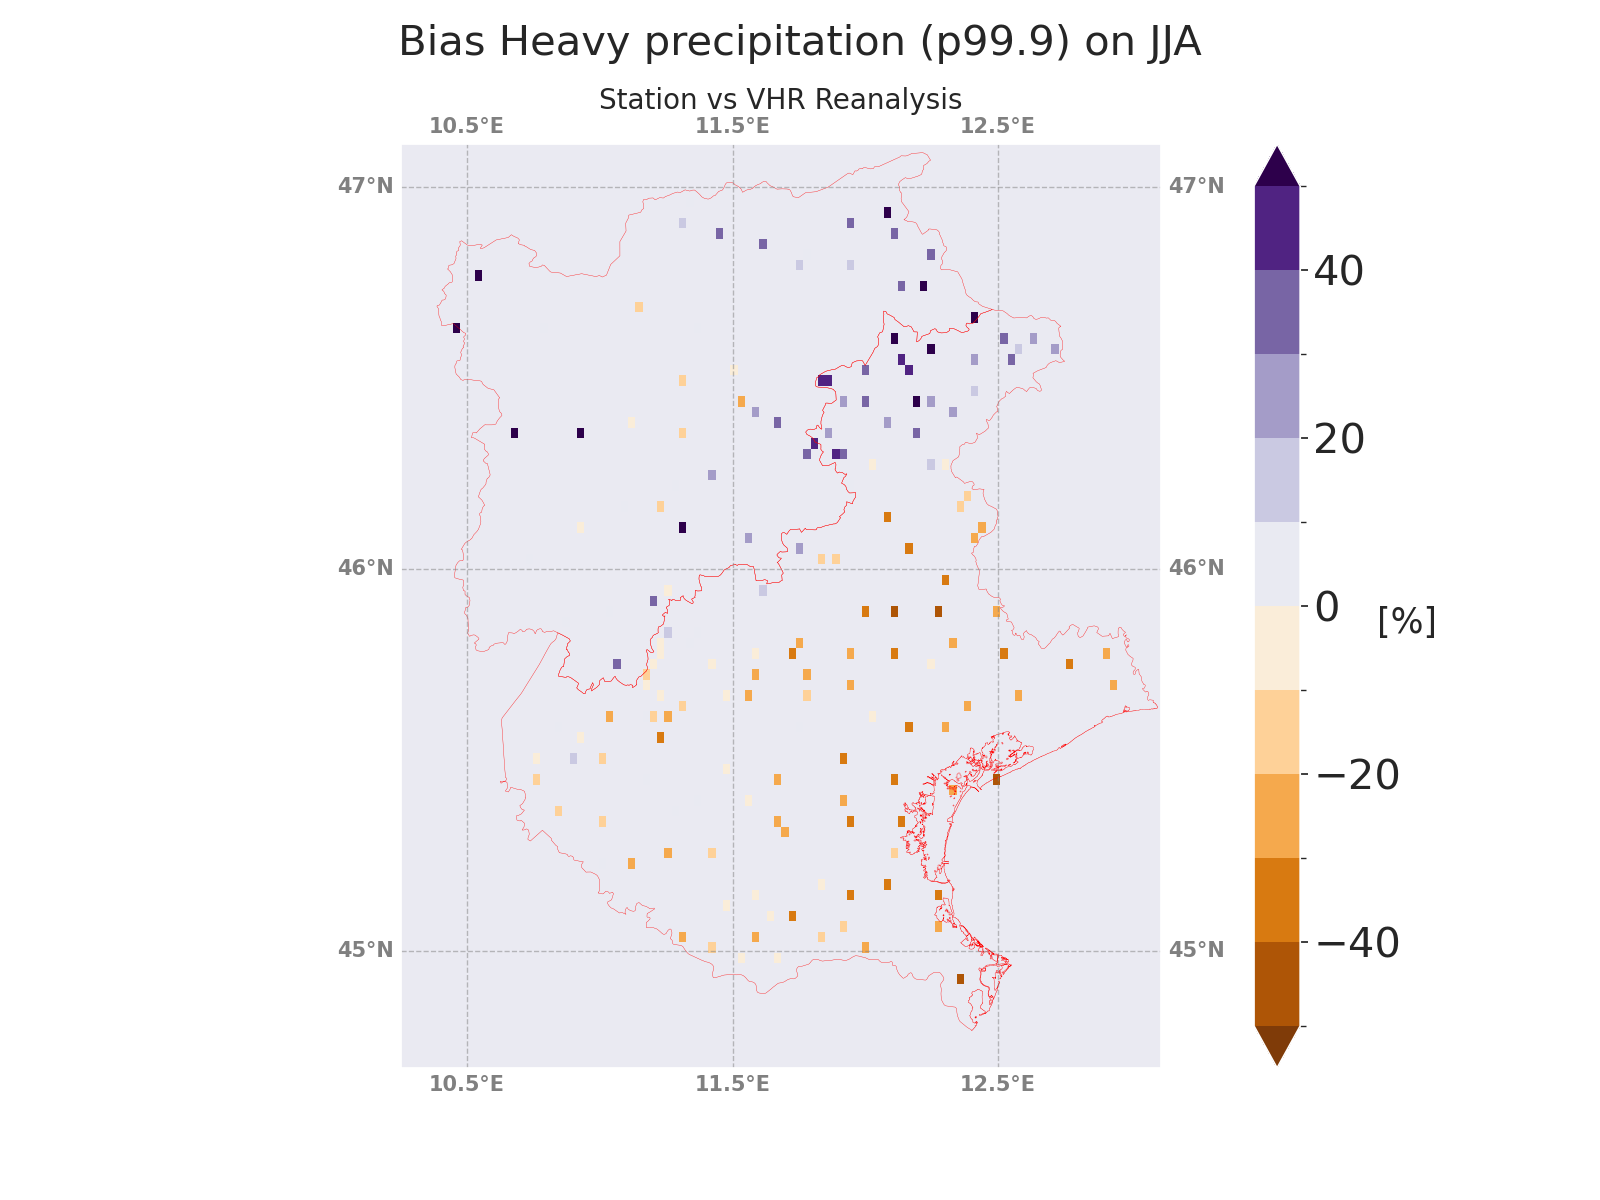 Bias Heavy precipitation (p99.9) on JJA
Station vs VHR Reanalysis
10.5°E 11.5°E 12.5°E
47°N 47°N
46°N 46°N
45°N 45°N
10.5°E 11.5°E 12.5°E
40
20
0
−20
−40
[%]